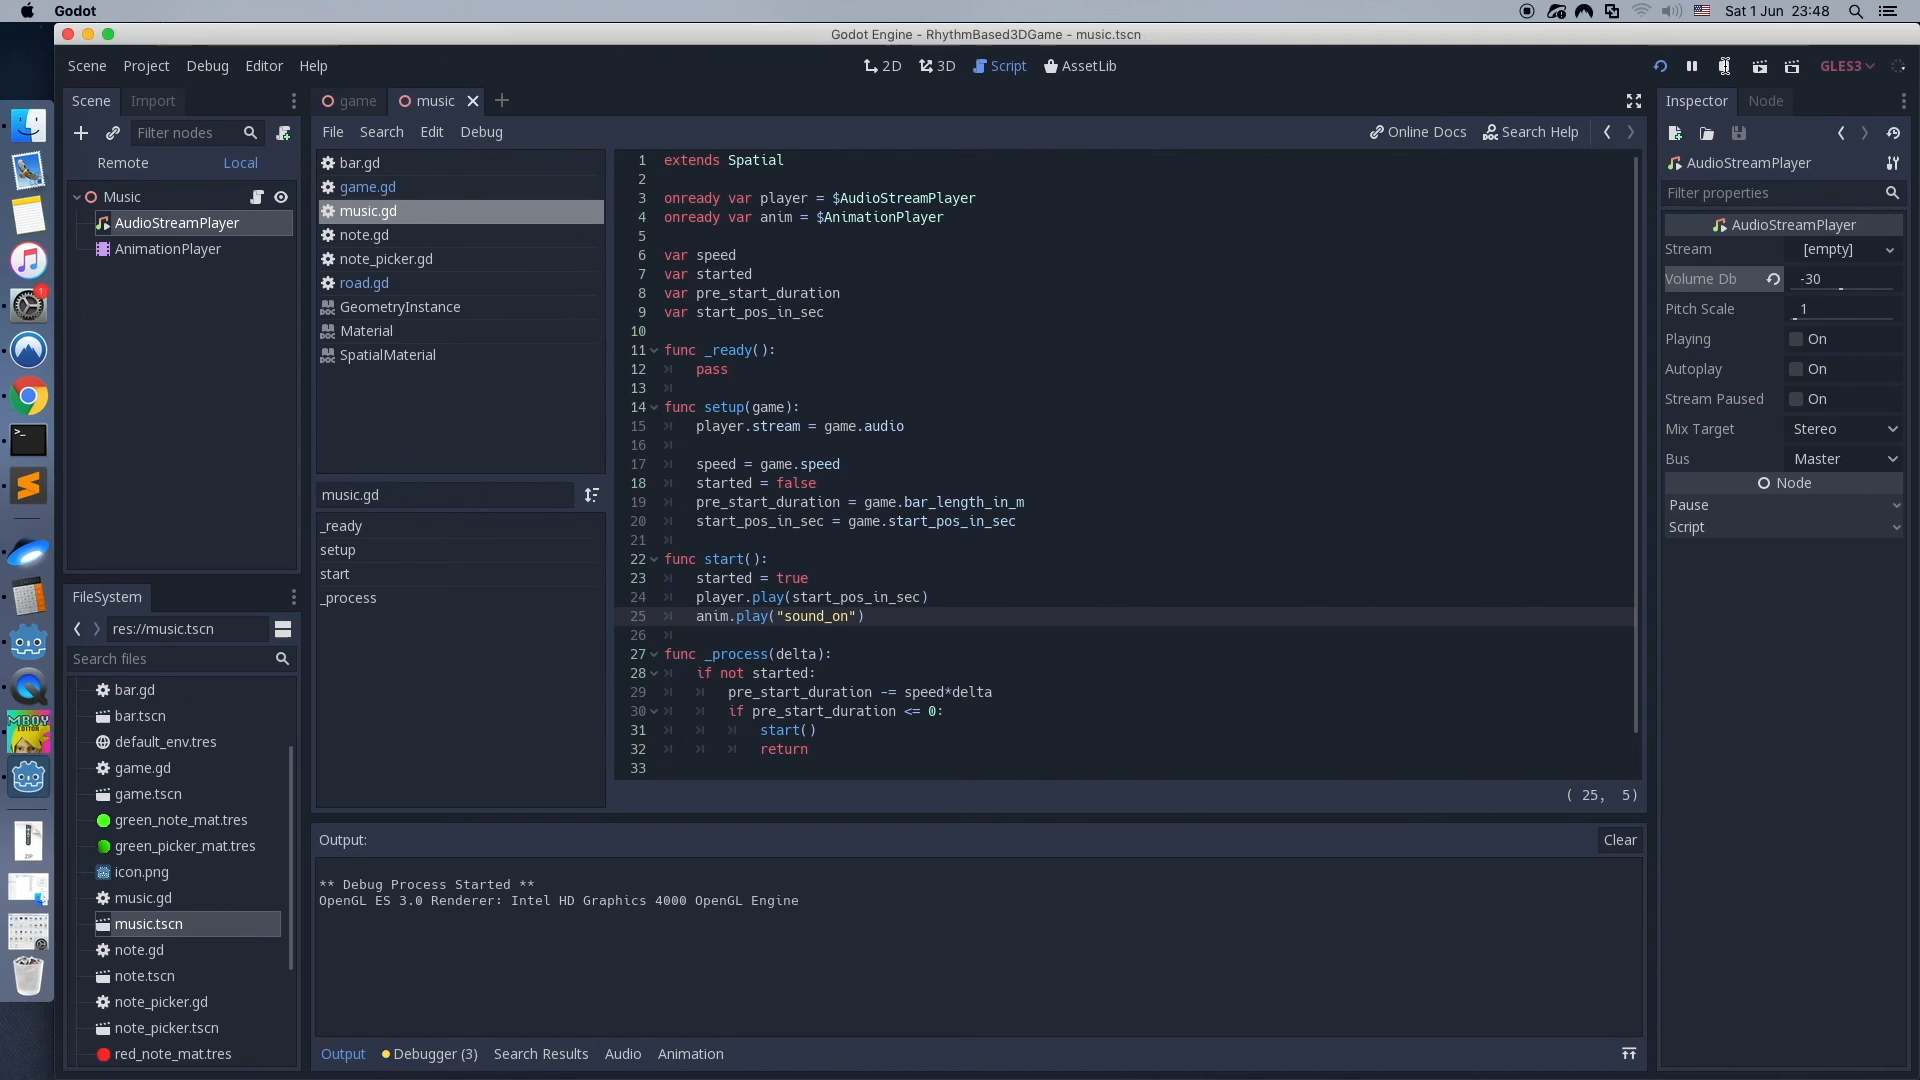 Godot
Sat 1 Jun 23:48
Godot Engine - RhythmBased3DGame - music.tscn
Scene Project Debug Editor Help
2D 3D Script AssetLib
GLES3
Scene Import
game music
Inspector Node
Filter nodes
File Search Edit Debug
Online Docs Search Help
Remote Local
AudioStreamPlayer
Filter properties
Music
AudioStreamPlayer
AnimationPlayer
bar.gd
game.gd
music.gd
note.gd
note_picker.gd
road.gd
GeometryInstance
Material
SpatialMaterial
music.gd
_ready
setup
start
_process
1 extends Spatial
2
3 onready var player = $AudioStreamPlayer
4 onready var anim = $AnimationPlayer
5
6 var speed
7 var started
8 var pre_start_duration
9 var start_pos_in_sec
10
11 func _ready():
12 pass
13
14 func setup(game):
15 player.stream = game.audio
16
17 speed = game.speed
18 started = false
19 pre_start_duration = game.bar_length_in_m
20 start_pos_in_sec = game.start_pos_in_sec
21
22 func start():
23 started = true
24 player.play(start_pos_in_sec)
25 anim.play("sound_on")
26
27 func _process(delta):
28 if not started:
29 pre_start_duration -= speed*delta
30 if pre_start_duration <= 0:
31 start()
32 return
33
( 25, 5)
AudioStreamPlayer
Stream [empty]
Volume Db -30
Pitch Scale 1
Playing On
Autoplay On
Stream Paused On
Mix Target Stereo
Bus Master
Node
Pause
Script
FileSystem
res://music.tscn
Search files
bar.gd
bar.tscn
default_env.tres
game.gd
game.tscn
green_note_mat.tres
green_picker_mat.tres
icon.png
music.gd
music.tscn
note.gd
note.tscn
note_picker.gd
note_picker.tscn
red_note_mat.tres
Output:
Clear
** Debug Process Started **
OpenGL ES 3.0 Renderer: Intel HD Graphics 4000 OpenGL Engine
Output Debugger (3) Search Results Audio Animation
1
MBOY
EDITOR
ZIP